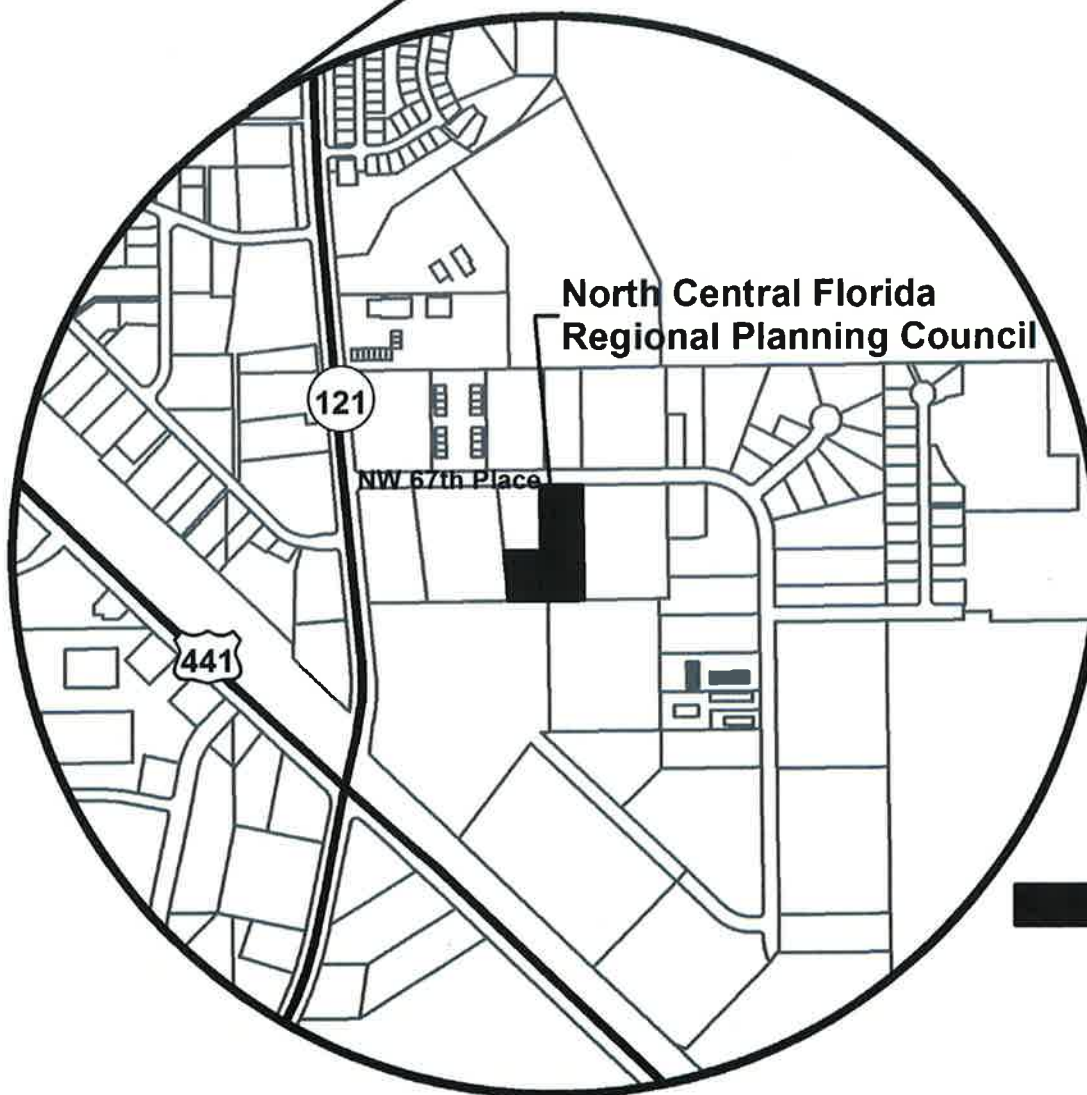 North Central Florida
Regional Planning Council
121
NW 67th Place
441